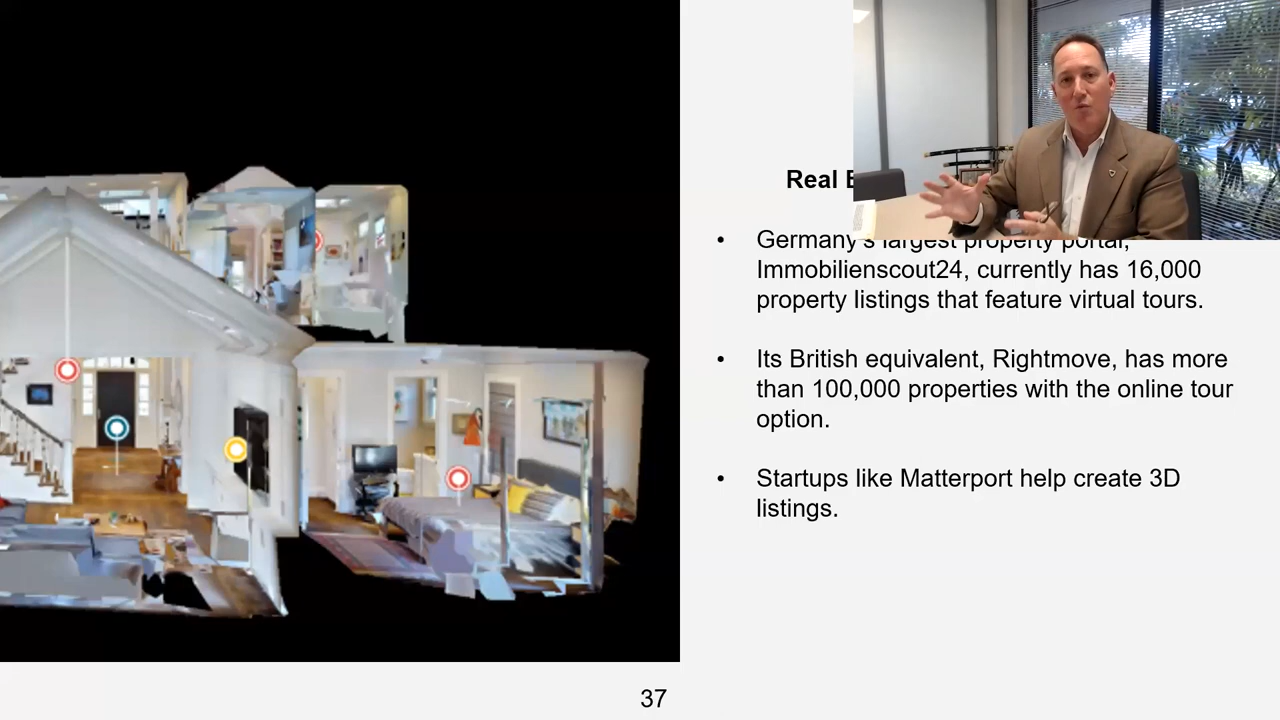 Real
Germany's largest property portal,
Immobilienscout24, currently has 16,000
property listings that feature virtual tours.
Its British equivalent, Rightmove, has more
than 100,000 properties with the online tour
option.
Startups like Matterport help create 3D
listings.
37